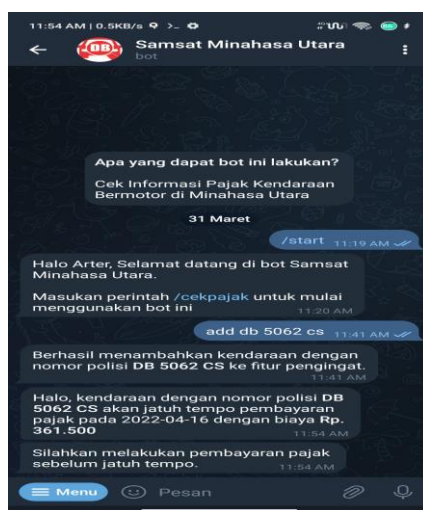 11:54 AM | 0.5KB/s
DB
Samsat Minahasa Utara
bot
Apa yang dapat bot ini lakukan?
Cek Informasi Pajak Kendaraan
Bermotor di Minahasa Utara
31 Maret
/start 11:19 AM
Halo Arter, Selamat datang di bot Samsat
Minahasa Utara.
Masukan perintah /cekpajak untuk mulai
menggunakan bot ini
11:20 AM
add db 5062 cs 11:41 AM
Berhasil menambahkan kendaraan dengan
nomor polisi DB 5062 CS ke fitur pengingat.
11:41 AM
Halo, kendaraan dengan nomor polisi DB
5062 CS akan jatuh tempo pembayaran
pajak pada 2022-04-16 dengan biaya Rp.
361.500
11:54 AM
Silahkan melakukan pembayaran pajak
sebelum jatuh tempo.
11:54 AM
Menu
Pesan